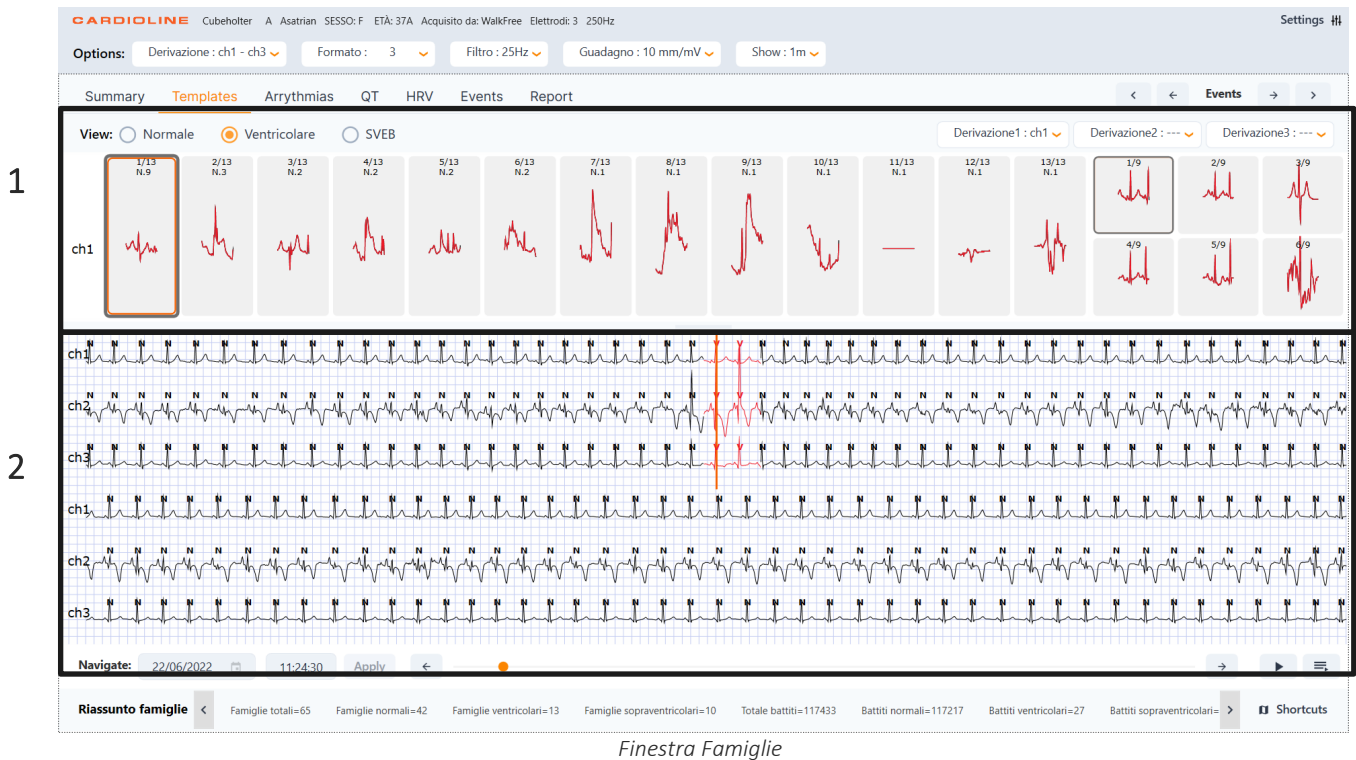 CARDIOLINE Cubeholter A Asatrian SESSO: F ETÀ: 37A Acquisito da: WalkFree Elettrodi: 3 250Hz Settings
Options: Derivazione : ch1 - ch3 Formato : 3 Filtro : 25Hz Guadagno : 10 mm/mV Show : 1m
Summary Templates Arrythmias QT HRV Events Report Events
View: Normale Ventricolare SVEB Derivazione1 : ch1 Derivazione2 : --- Derivazione3 : ---
1/13 2/13 3/13 4/13 5/13 6/13 7/13 8/13 9/13 10/13 11/13 12/13 13/13 1/9 2/9 3/9
N.9 N.3 N.2 N.2 N.2 N.2 N.1 N.1 N.1 N.1 N.1 N.1 N.1
1
4/9 5/9 6/9
ch1
N N N N N N N N N N N N N N N N N N N N N N N N N N V V N N N N N N N N N N N N N N N N N N N N N N N N N
ch1
N N N N N N N N N N N N N N N N N N N N N N N N N N V V N N N N N N N N N N N N N N N N N N N N N N N N N
ch2
N N N N N N N N N N N N N N N N N N N N N N N N N N V V N N N N N N N N N N N N N N N N N N N N N N N N N
ch3
2
N N N N N N N N N N N N N N N N N N N N N N N N N N N N N N N N N N N N N N N N N N N N N N
ch1
N N N N N N N N N N N N N N N N N N N N N N N N N N N N N N N N N N N N N N N N N N N N N N
ch2
N N N N N N N N N N N N N N N N N N N N N N N N N N N N N N N N N N N N N N N N N N N N N N
ch3
Navigate: 22/06/2022 11:24:30 Apply
Riassunto famiglie Famiglie totali=65 Famiglie normali=42 Famiglie ventricolari=13 Famiglie sopraventricolari=10 Totale battiti=117433 Battiti normali=117217 Battiti ventricolari=27 Battiti sopraventricolari= Shortcuts
Finestra Famiglie